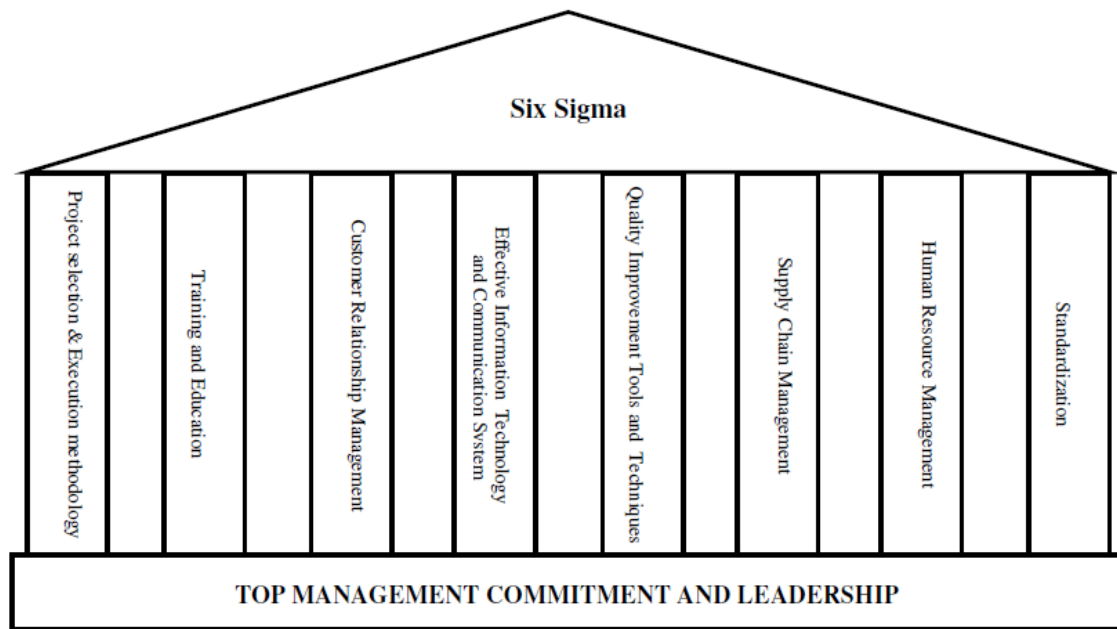 Six Sigma
Project selection & Execution methodology
Training and Education
Customer Relationship Management
Effective Information Technology
and Communication System
Quality Improvement Tools and Techniques
Supply Chain Management
Human Resource Management
Standardization
TOP MANAGEMENT COMMITMENT AND LEADERSHIP